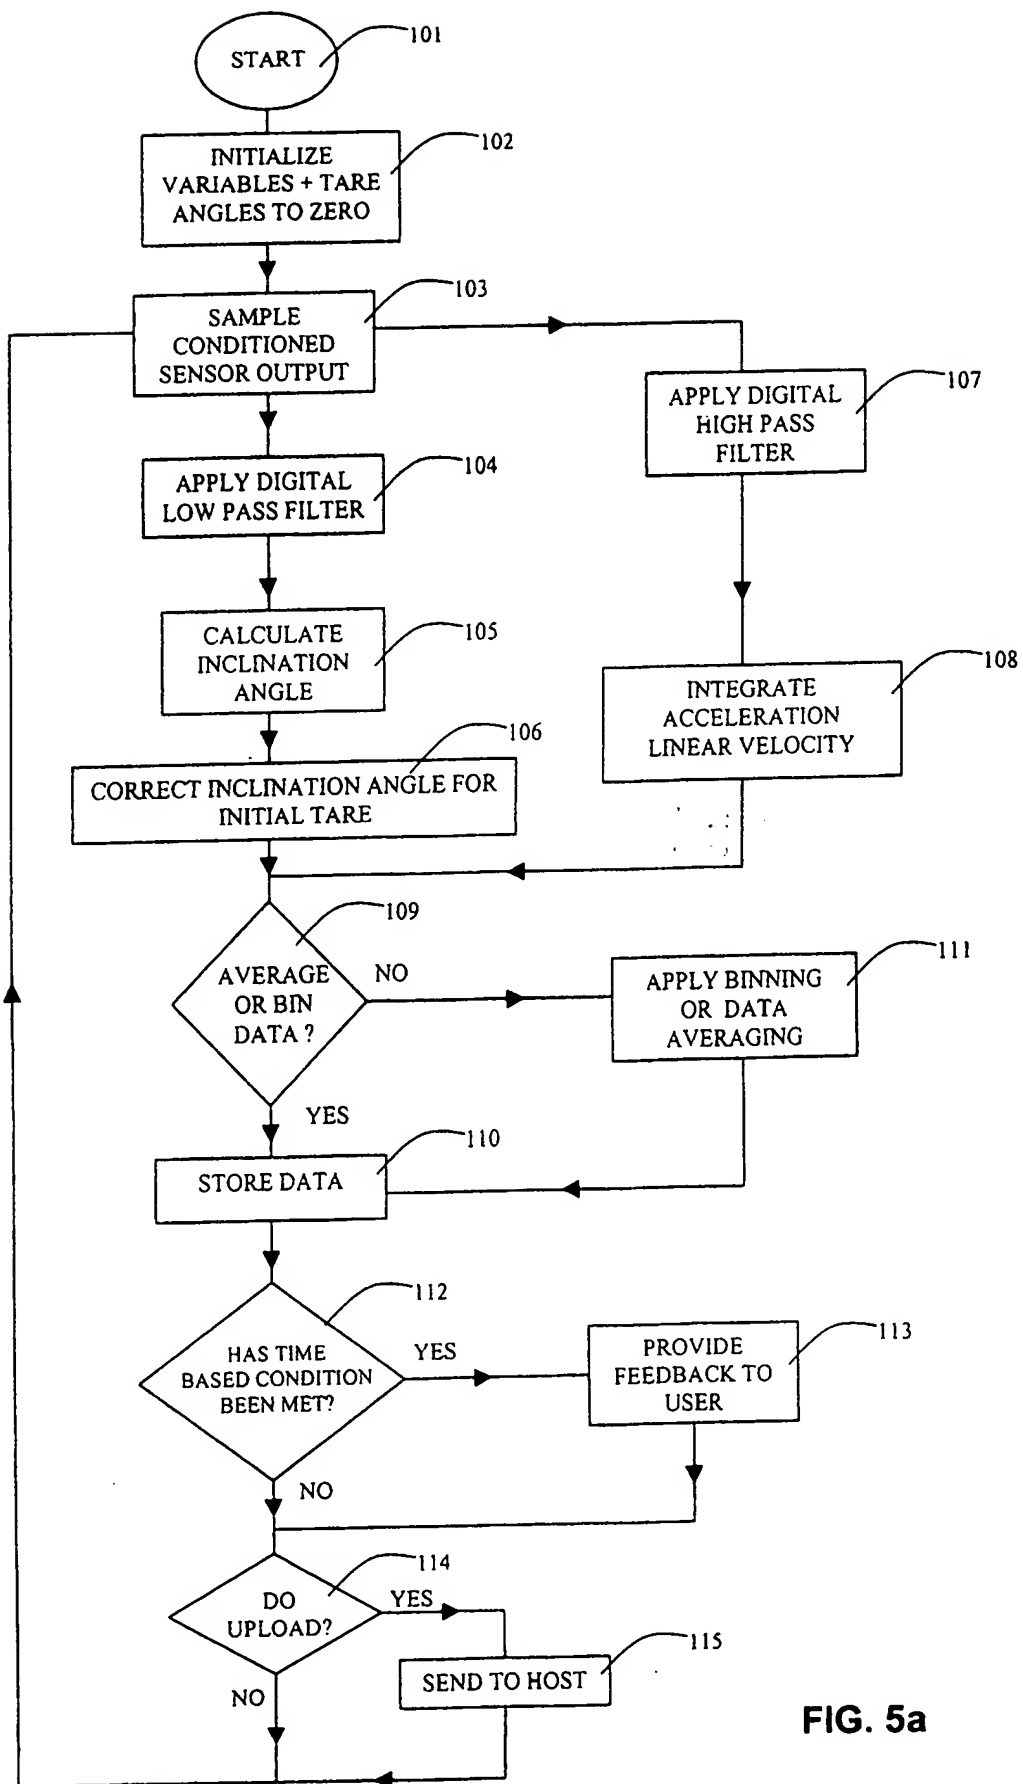 101
START
102
INITIALIZE
VARIABLES + TARE
ANGLES TO ZERO
103
SAMPLE
CONDITIONED
SENSOR OUTPUT
107
APPLY DIGITAL
HIGH PASS
FILTER
104
APPLY DIGITAL
LOW PASS FILTER
105
CALCULATE
INCLINATION
ANGLE
108
INTEGRATE
ACCELERATION
LINEAR VELOCITY
106
CORRECT INCLINATION ANGLE FOR
INITIAL TARE
109
AVERAGE
OR BIN
DATA ?
NO
111
APPLY BINNING
OR DATA
AVERAGING
YES
110
STORE DATA
112
HAS TIME
BASED CONDITION
BEEN MET?
YES
113
PROVIDE
FEEDBACK TO
USER
NO
114
DO
UPLOAD?
YES
115
SEND TO HOST
NO
FIG. 5a